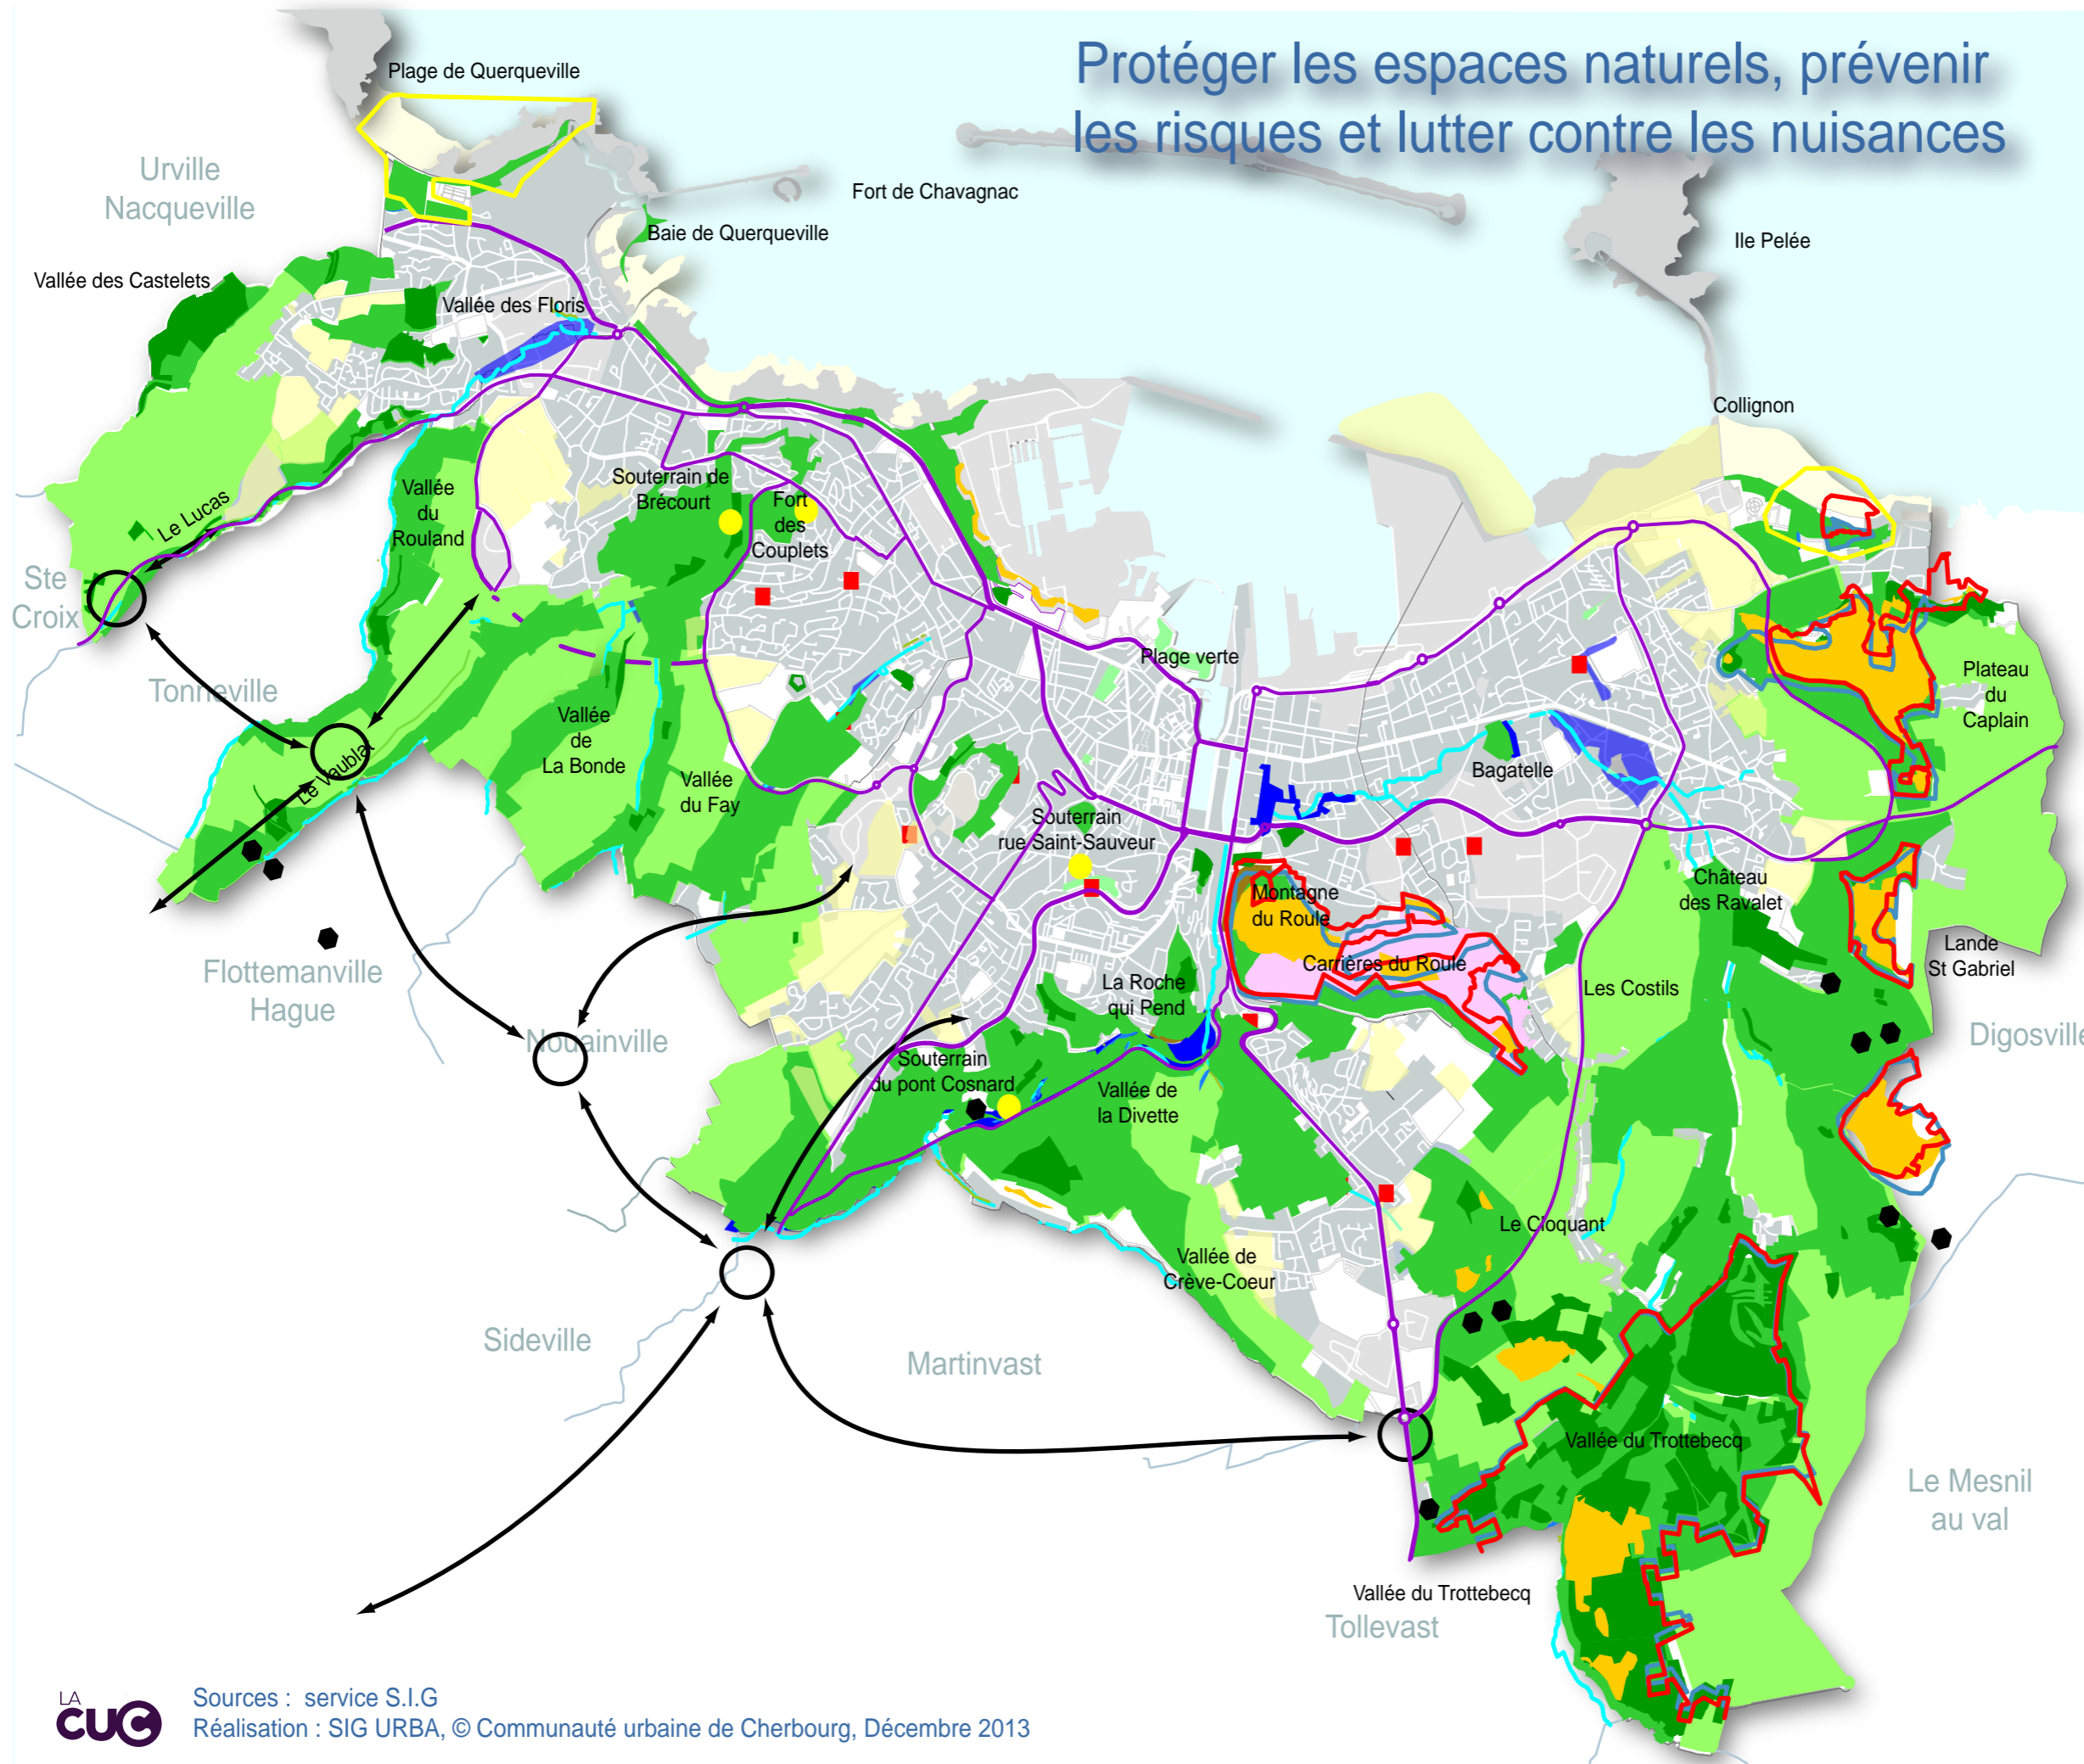 Protéger les espaces naturels, prévenir
les risques et lutter contre les nuisances
Plage de Querqueville
Urville
Nacqueville
Fort de Chavagnac
Baie de Querqueville
Ile Pelée
Vallée des Castelets
Vallée des Floris
Collignon
Souterrain de
Brécourt
Fort
des
Couplets
Vallée
du
Rouland
Le Lucas
Ste
Croix
Plage verte
Plateau
du
Caplain
Tonneville
Vallée
de
La Bonde
Vallée
du Fay
Le Vaublat
Bagatelle
Souterrain
rue Saint-Sauveur
Château
des Ravalet
Montagne
du Roule
Lande
St Gabriel
Carrières du Roule
Flottemanville
Hague
La Roche
qui Pend
Les Costils
Nouainville
Digosville
Souterrain
du pont Cosnard
Vallée de
la Divette
Le Cloquant
Vallée de
Crève-Coeur
Sideville
Martinvast
Vallée du Trottebecq
Le Mesnil
au val
Vallée du Trottebecq
Tollevast
LA
CUC
Sources : service S.I.G
Réalisation : SIG URBA, © Communauté urbaine de Cherbourg, Décembre 2013